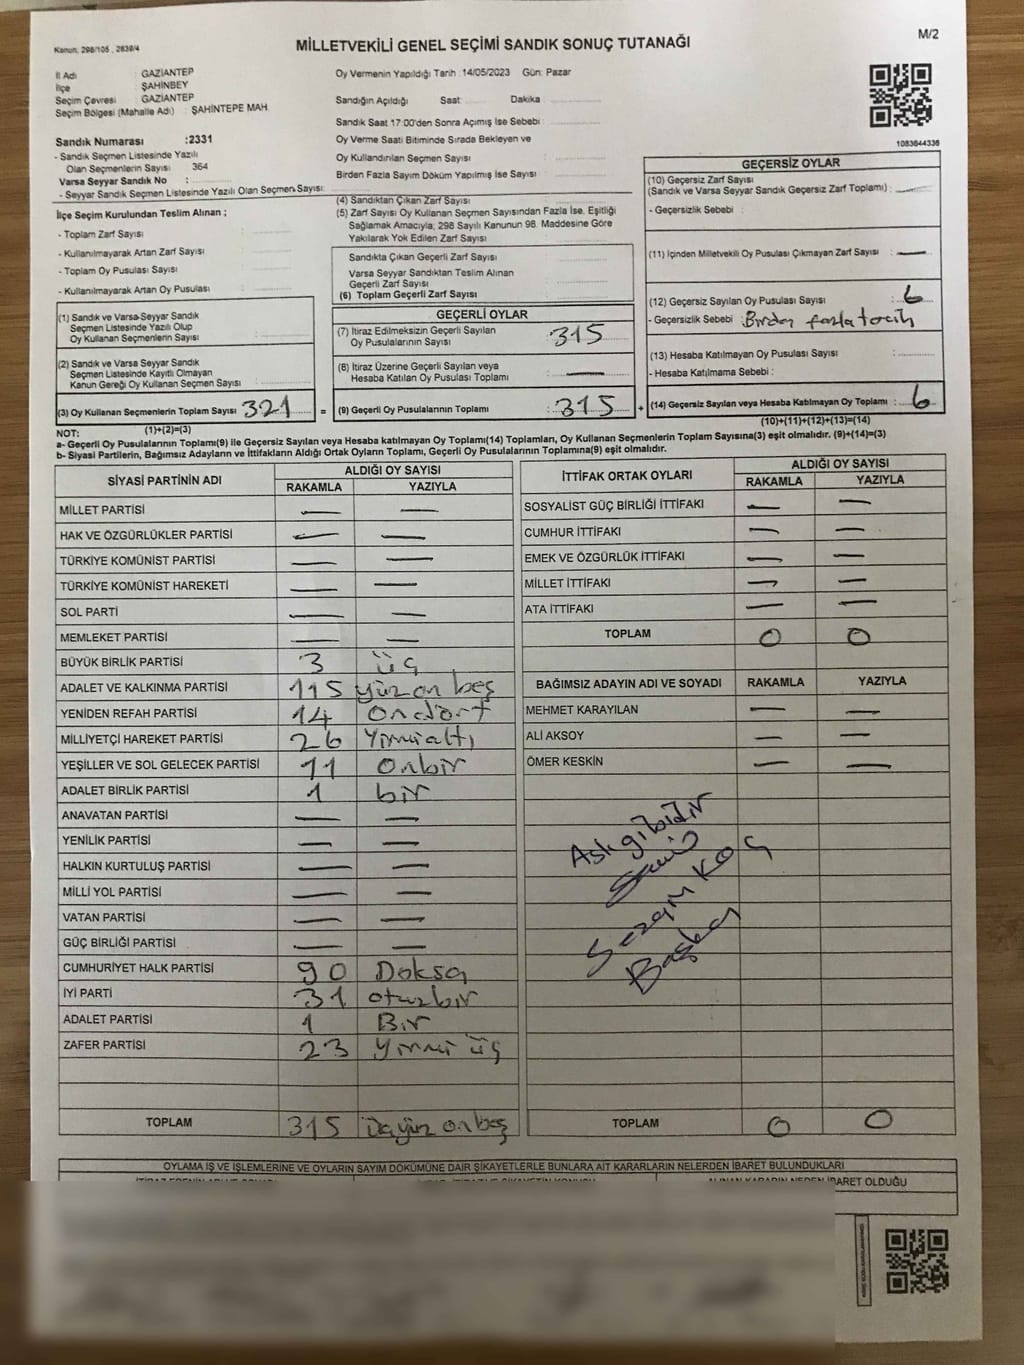 Kanun, 298/105 , 2839/4
MİLLETVEKİLİ GENEL SEÇİMİ SANDIK SONUÇ TUTANAĞI
M/2
İl Adı : GAZİANTEP
İlçe : ŞAHİNBEY
Seçim Çevresi : GAZİANTEP
Seçim Bölgesi (Mahalle Adı) : ŞAHİNTEPE MAH.
Sandık Numarası :2331
- Sandık Seçmen Listesinde Yazılı
Olan Seçmenlerin Sayısı 364
Varsa Seyyar Sandık No :
- Seyyar Sandık Seçmen Listesinde Yazılı Olan Seçmen Sayısı:
Oy Vermenin Yapıldığı Tarih :14/05/2023 Gün: Pazar
Sandığın Açıldığı Saat Dakika
Sandık Saat 17:00'den Sonra Açımış İse Sebebi :
Oy Verme Saati Bitiminde Sırada Bekleyen ve
Oy Kullandırılan Seçmen Sayısı :
Birden Fazla Sayım Döküm Yapılmış İse Sayısı :
1083644336
İlçe Seçim Kurulundan Teslim Alınan ;
- Toplam Zarf Sayısı
- Kullanılmayarak Artan Zarf Sayısı
- Toplam Oy Pusulası Sayısı
- Kullanılmayarak Artan Oy Pusulası
(1) Sandık ve Varsa Seyyar Sandık
Seçmen Listesinde Yazılı Olup
Oy Kullanan Seçmenlerin Sayısı :
(2) Sandık ve Varsa Seyyar Sandık
Seçmen Listesinde Kayıtlı Olmayan
Kanun Gereği Oy Kullanan Seçmen Sayısı :
(3) Oy Kullanan Seçmenlerin Toplam Sayısı : 321
(1)+(2)=(3)
=
(4) Sandıktan Çıkan Zarf Sayısı :
(5) Zarf Sayısı Oy Kullanan Seçmen Sayısından Fazla İse, Eşitliği
Sağlamak Amacıyla; 298 Sayılı Kanunun 98. Maddesine Göre
Yakılarak Yok Edilen Zarf Sayısı
Sandıkta Çıkan Geçerli Zarf Sayısı
Varsa Seyyar Sandıktan Teslim Alınan
Geçerli Zarf Sayısı
(6) Toplam Geçerli Zarf Sayısı
GEÇERLİ OYLAR
(7) İtiraz Edilmeksizin Geçerli Sayılan
Oy Pusulalarının Sayısı : 315
(8) İtiraz Üzerine Geçerli Sayılan veya
Hesaba Katılan Oy Pusulası Toplamı : —
(9) Geçerli Oy Pusulalarının Toplamı : 315
+
GEÇERSİZ OYLAR
(10) Geçersiz Zarf Sayısı
(Sandık ve Varsa Seyyar Sandık Geçersiz Zarf Toplamı) : —
- Geçersizlik Sebebi :
(11) İçinden Milletvekili Oy Pusulası Çıkmayan Zarf Sayısı : —
(12) Geçersiz Sayılan Oy Pusulası Sayısı : 6
- Geçersizlik Sebebi : Birden fazla tercih
(13) Hesaba Katılmayan Oy Pusulası Sayısı :
- Hesaba Katılmama Sebebi :
(14) Geçersiz Sayılan veya Hesaba Katılmayan Oy Toplamı : 6
(10)+(11)+(12)+(13)=(14)
NOT:
a- Geçerli Oy Pusulalarının Toplamı(9) ile Geçersiz Sayılan veya Hesaba katılmayan Oy Toplamı(14) Toplamları, Oy Kullanan Seçmenlerin Toplam Sayısına(3) eşit olmalıdır. (9)+(14)=(3)
b- Siyasi Partilerin, Bağımsız Adayların ve İttifakların Aldığı Ortak Oyların Toplamı, Geçerli Oy Pusulalarının Toplamına(9) eşit olmalıdır.
SİYASİ PARTİNİN ADI ALDIĞI OY SAYISI
RAKAMLA YAZIYLA
MİLLET PARTİSİ — —
HAK VE ÖZGÜRLÜKLER PARTİSİ — —
TÜRKİYE KOMÜNİST PARTİSİ — —
TÜRKİYE KOMÜNİST HAREKETİ — —
SOL PARTİ — —
MEMLEKET PARTİSİ — —
BÜYÜK BİRLİK PARTİSİ 3 üç
ADALET VE KALKINMA PARTİSİ 115 yüzon beş
YENİDEN REFAH PARTİSİ 14 ondört
MİLLİYETÇİ HAREKET PARTİSİ 26 Yirmialtı
YEŞİLLER VE SOL GELECEK PARTİSİ 11 onbir
ADALET BİRLİK PARTİSİ 1 bir
ANAVATAN PARTİSİ — —
YENİLİK PARTİSİ — —
HALKIN KURTULUŞ PARTİSİ — —
MİLLİ YOL PARTİSİ — —
VATAN PARTİSİ — —
GÜÇ BİRLİĞİ PARTİSİ — —
CUMHURİYET HALK PARTİSİ 90 Doksa
İYİ PARTİ 31 otuzbir
ADALET PARTİSİ 1 Bir
ZAFER PARTİSİ 23 Yirmi üç
TOPLAM 315 üçyüz onbeş
İTTİFAK ORTAK OYLARI ALDIĞI OY SAYISI
RAKAMLA YAZIYLA
SOSYALİST GÜÇ BİRLİĞİ İTTİFAKI — —
CUMHUR İTTİFAKI — —
EMEK VE ÖZGÜRLÜK İTTİFAKI — —
MİLLET İTTİFAKI — —
ATA İTTİFAKI — —
TOPLAM 0 0
BAĞIMSIZ ADAYIN ADI VE SOYADI RAKAMLA YAZIYLA
MEHMET KARAYILAN — —
ALİ AKSOY — —
ÖMER KESKİN — —
Aslı gibidir
Sezgin KOÇ
Başkan
TOPLAM 0 0
OYLAMA İŞ VE İŞLEMLERİNE VE OYLARIN SAYIM DÖKÜMÜNE DAİR ŞİKAYETLERLE BUNLARA AİT KARARLARIN NELERDEN İBARET BULUNDUKLARI
ALINAN KARARIN NEDEN İBARET OLDUĞU